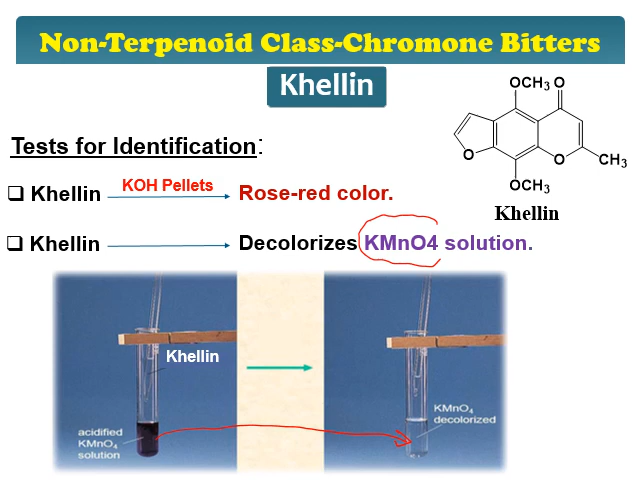 Non-Terpenoid Class-Chromone Bitters
Khellin
OCH3 O
O
O
CH3
OCH3
Khellin
Tests for Identification:
❑ Khellin KOH Pellets Rose-red color.
❑ Khellin Decolorizes KMnO4 solution.
Khellin
acidified
KMnO₄
solution
KMnO₄
decolorized